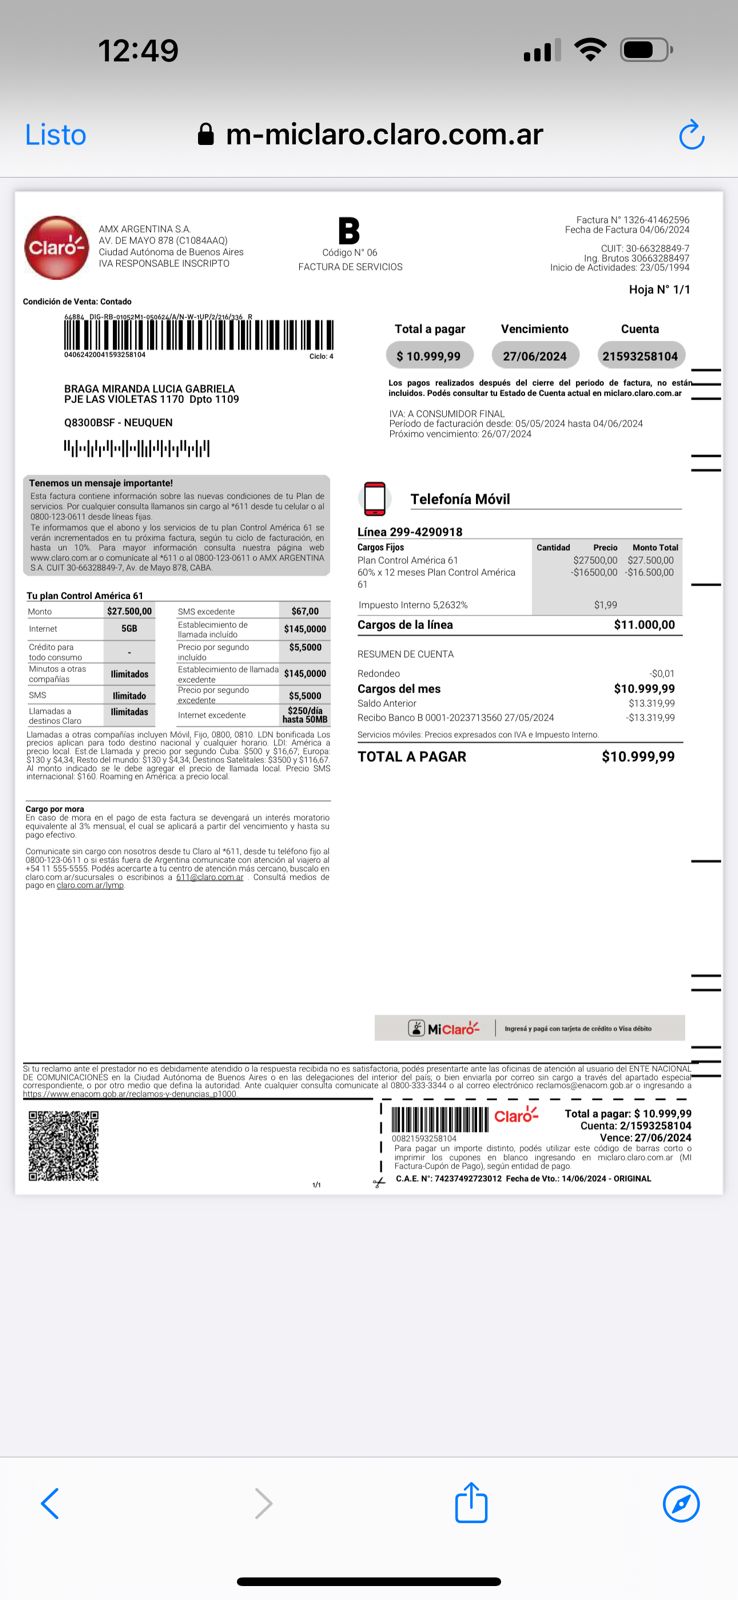 12:49
Listo
m-miclaro.claro.com.ar
Claro
AMX ARGENTINA S.A.
AV. DE MAYO 878 (C1084AAQ)
Ciudad Autónoma de Buenos Aires
IVA RESPONSABLE INSCRIPTO
B
Código N° 06
FACTURA DE SERVICIOS
Factura N° 1326-41462596
Fecha de Factura 04/06/2024
CUIT: 30-66328849-7
Ing. Brutos 30663288497
Inicio de Actividades: 23/05/1994
Hoja N° 1/1
Condición de Venta: Contado
64884 DIG-RB-01052M1-050624/A/N-W-1UP/2/216/336 R
04062420041593258104
Ciclo: 4
BRAGA MIRANDA LUCIA GABRIELA
PJE LAS VIOLETAS 1170 Dpto 1109
Q8300BSF - NEUQUEN
Total a pagar Vencimiento Cuenta
$ 10.999,99 27/06/2024 21593258104
Los pagos realizados después del cierre del periodo de factura, no están
incluidos. Podés consultar tu Estado de Cuenta actual en miclaro.claro.com.ar
IVA: A CONSUMIDOR FINAL
Período de facturación desde: 05/05/2024 hasta 04/06/2024
Próximo vencimiento: 26/07/2024
Tenemos un mensaje importante!
Esta factura contiene información sobre las nuevas condiciones de tu Plan de
servicios. Por cualquier consulta llamanos sin cargo al *611 desde tu celular o al
0800-123-0611 desde líneas fijas.
Te informamos que el abono y los servicios de tu plan Control América 61 se
verán incrementados en tu próxima factura, según tu ciclo de facturación, en
hasta un 10%. Para mayor información consulta nuestra página web
www.claro.com.ar o comunícate al *611 o al 0800-123-0611 o AMX ARGENTINA
S.A. CUIT 30-66328849-7, Av. de Mayo 878, CABA.
Tu plan Control América 61
Monto $27.500,00
Internet 5GB
Crédito para
todo consumo -
Minutos a otras
compañías Ilimitados
SMS Ilimitado
Llamadas a
destinos Claro Ilimitadas
SMS excedente $67,00
Establecimiento de
llamada incluído $145,0000
Precio por segundo
incluído $5,5000
Establecimiento de llamada
excedente $145,0000
Precio por segundo
excedente $5,5000
Internet excedente $250/día
hasta 50MB
Llamadas a otras compañías incluyen Móvil, Fijo, 0800, 0810. LDN bonificada Los
precios aplican para todo destino nacional y cualquier horario. LDI: América a
precio local. Est.de Llamada y precio por segundo Cuba: $500 y $16,67; Europa:
$130 y $4,34, Resto del mundo: $130 y $4,34; Destinos Satelitales: $3500 y $116,67.
Al monto indicado se le debe agregar el precio de llamada local. Precio SMS
internacional: $160. Roaming en América: a precio local.
Cargo por mora
En caso de mora en el pago de esta factura se devengará un interés moratorio
equivalente al 3% mensual, el cual se aplicará a partir del vencimiento y hasta su
pago efectivo.
Comunicate sin cargo con nosotros desde tu Claro al *611, desde tu teléfono fijo al
0800-123-0611 o si estás fuera de Argentina comunicate con atención al viajero al
+54 11 555-5555. Podés acercarte a tu centro de atención más cercano, buscalo en
claro.com.ar/sucursales o escribinos a 611@claro.com.ar . Consultá medios de
pago en claro.com.ar/lymp.
Telefonía Móvil
Línea 299-4290918
Cargos Fijos Cantidad Precio Monto Total
Plan Control América 61 $27500,00 $27.500,00
60% x 12 meses Plan Control América -$16500,00 -$16.500,00
61
Impuesto Interno 5,2632% $1,99
Cargos de la línea $11.000,00
RESUMEN DE CUENTA
Redondeo -$0,01
Cargos del mes $10.999,99
Saldo Anterior $13.319,99
Recibo Banco B 0001-2023713560 27/05/2024 -$13.319,99
Servicios móviles: Precios expresados con IVA e Impuesto Interno.
TOTAL A PAGAR $10.999,99
MiClaro Ingresá y pagá con tarjeta de crédito o Visa débito
Si tu reclamo ante el prestador no es debidamente atendido o la respuesta recibida no es satisfactoria, podés presentarte ante las oficinas de atención al usuario del ENTE NACIONAL
DE COMUNICACIONES en la Ciudad Autónoma de Buenos Aires o en las delegaciones del interior del país; o bien enviarla por correo sin cargo a través del apartado especial
correspondiente, o por otro medio que defina la autoridad. Ante cualquier consulta comunicate al 0800-333-3344 o al correo electrónico reclamos@enacom.gob.ar o ingresando a
https://www.enacom.gob.ar/reclamos-y-denuncias_p1000.
Claro
00821593258104
Total a pagar: $ 10.999,99
Cuenta: 2/1593258104
Vence: 27/06/2024
Para pagar un importe distinto, podés utilizar este código de barras corto o
imprimir los cupones en blanco ingresando en miclaro.claro.com.ar (MI
Factura-Cupón de Pago), según entidad de pago.
1/1
C.A.E. N°: 74237492723012 Fecha de Vto.: 14/06/2024 - ORIGINAL